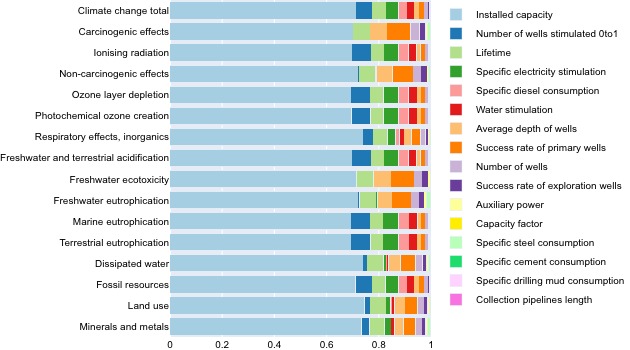 Climate change total
Carcinogenic effects
Ionising radiation
Non-carcinogenic effects
Ozone layer depletion
Photochemical ozone creation
Respiratory effects, inorganics
Freshwater and terrestrial acidification
Freshwater ecotoxicity
Freshwater eutrophication
Marine eutrophication
Terrestrial eutrophication
Dissipated water
Fossil resources
Land use
Minerals and metals
0 0.2 0.4 0.6 0.8 1
Installed capacity
Number of wells stimulated 0to1
Lifetime
Specific electricity stimulation
Specific diesel consumption
Water stimulation
Average depth of wells
Success rate of primary wells
Number of wells
Success rate of exploration wells
Auxiliary power
Capacity factor
Specific steel consumption
Specific cement consumption
Specific drilling mud consumption
Collection pipelines length